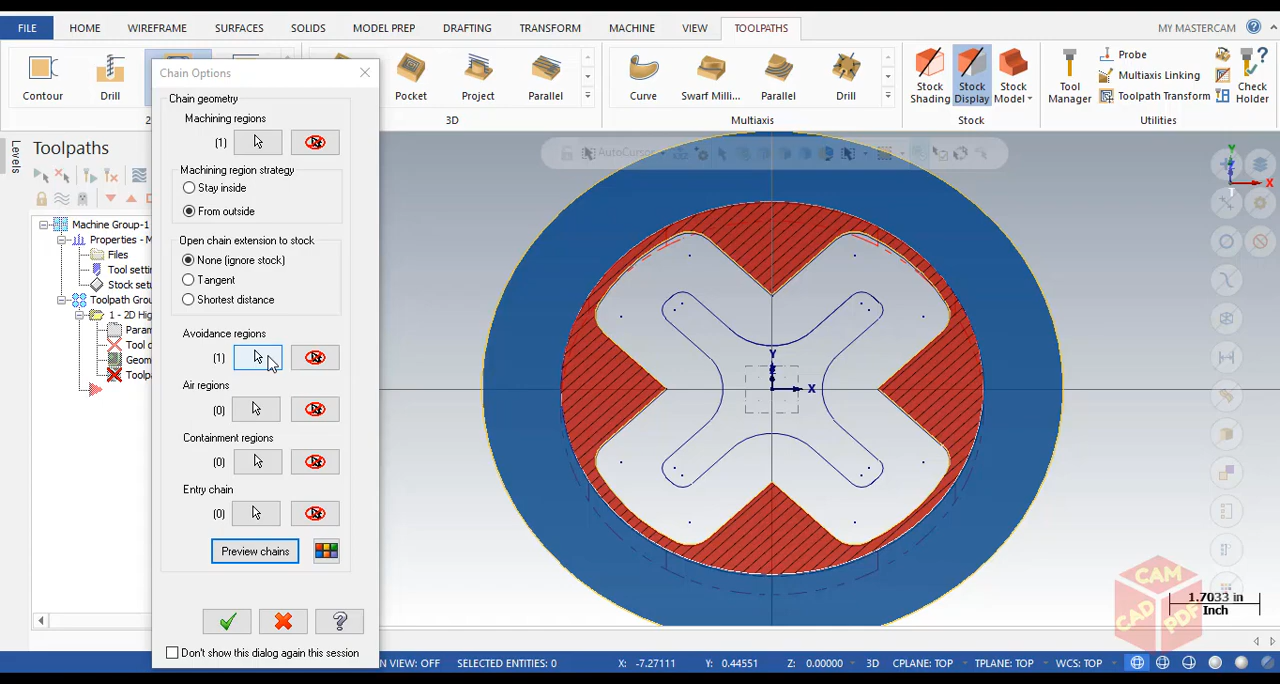 FILE HOME WIREFRAME SURFACES SOLIDS MODEL PREP DRAFTING TRANSFORM MACHINE VIEW TOOLPATHS MY MASTERCAM
Contour Drill Pocket Project Parallel Curve Swarf Milli... Parallel Drill
Stock Shading Stock Display Stock Model Tool Manager
Probe
Multiaxis Linking
Toolpath Transform
Check Holder
3D Multiaxis Stock Utilities
Chain Options
Chain geometry
Machining regions
(1)
Machining region strategy
Stay inside
From outside
Open chain extension to stock
None (ignore stock)
Tangent
Shortest distance
Avoidance regions
(1)
Air regions
(0)
Containment regions
(0)
Entry chain
(0)
Preview chains
Don't show this dialog again this session
Levels
Toolpaths
Machine Group-1
Properties - M
Files
Tool setti
Stock setu
Toolpath Grou
1 - 2D Hig
Param
Tool d
Geom
Toolp
AutoCursor
Y
X
Y
X
T
CAM
CAD
PDF
1.7033 in
Inch
N VIEW: OFF SELECTED ENTITIES: 0 X: -7.27111 Y: 0.44551 Z: 0.00000 3D CPLANE: TOP TPLANE: TOP WCS: TOP